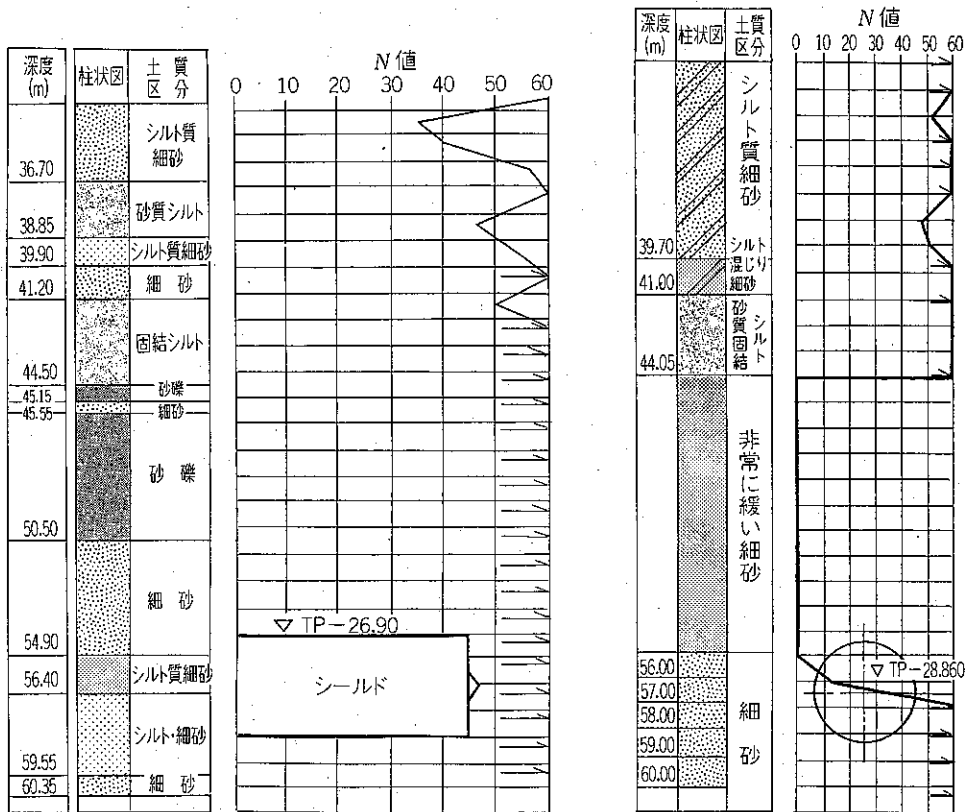 深度
(m)
柱状図
土質
区分
N値
0 10 20 30 40 50 60
シルト質
細砂
36.70
砂質シルト
38.85
シルト質細砂
39.90
細砂
41.20
固結シルト
44.50
砂礫
45.15
細砂
45.55
砂礫
50.50
細砂
54.90
シルト質細砂
56.40
シルト・細砂
59.55
細砂
60.35
▽ TP-26.90
シールド
深度
(m)
柱状図
土質
区分
N値
0 10 20 30 40 50 60
シルト質細砂
39.70
シルト
混じり
細砂
41.00
砂質固結
シルト
44.05
非常に緩い細砂
56.00
57.00
58.00
59.00
60.00
細砂
▽ TP-28.860